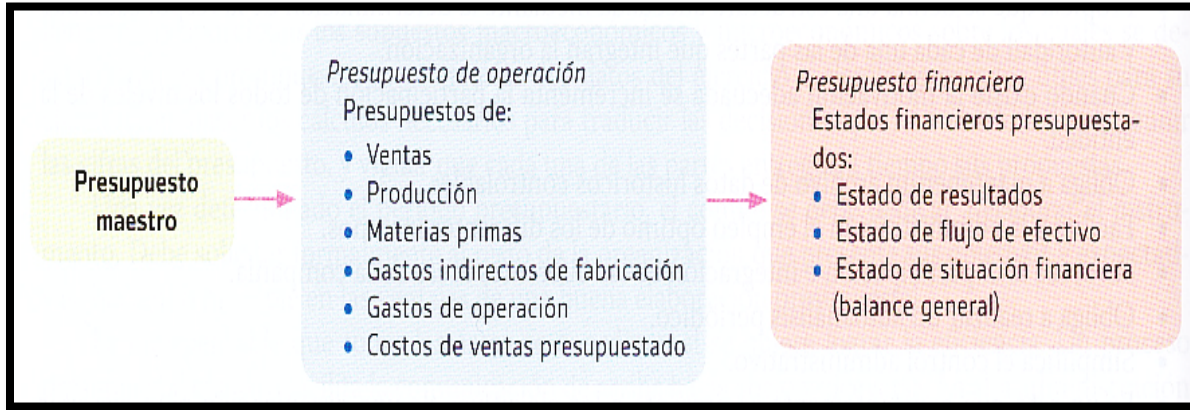 Presupuesto
maestro
Presupuesto de operación
Presupuestos de:
• Ventas
• Producción
• Materias primas
• Gastos indirectos de fabricación
• Gastos de operación
• Costos de ventas presupuestado
Presupuesto financiero
Estados financieros presupuesta-
dos:
• Estado de resultados
• Estado de flujo de efectivo
• Estado de situación financiera
(balance general)